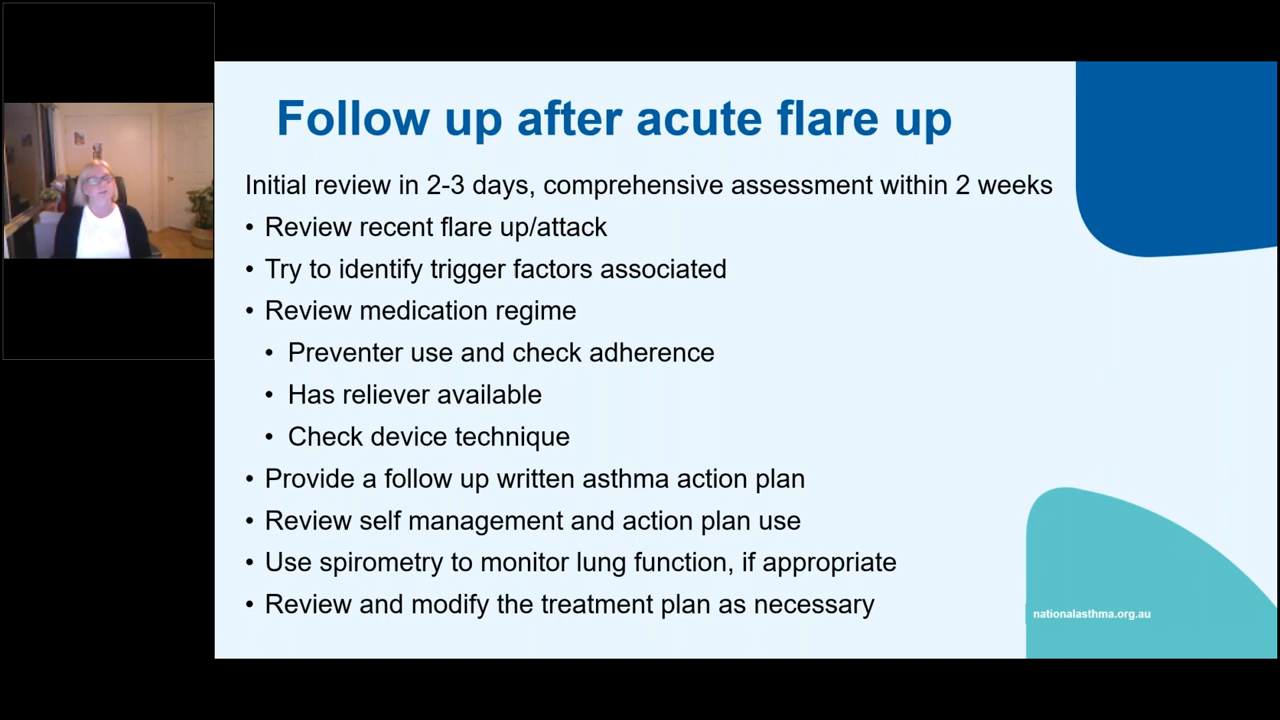 Follow up after acute flare up
Initial review in 2-3 days, comprehensive assessment within 2 weeks
• Review recent flare up/attack
• Try to identify trigger factors associated
• Review medication regime
• Preventer use and check adherence
• Has reliever available
• Check device technique
• Provide a follow up written asthma action plan
• Review self management and action plan use
• Use spirometry to monitor lung function, if appropriate
• Review and modify the treatment plan as necessary
nationalasthma.org.au